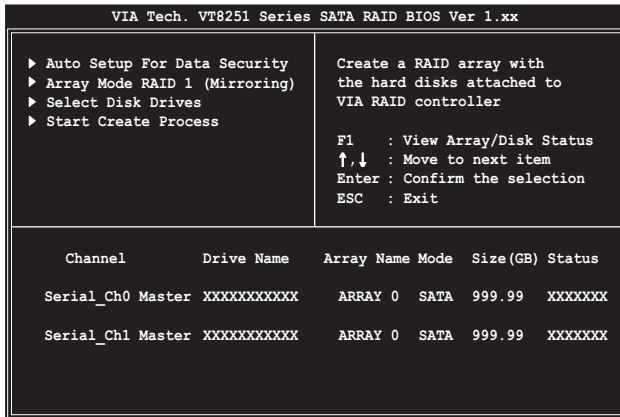 VIA Tech. VT8251 Series SATA RAID BIOS Ver 1.xx
Auto Setup For Data Security
Array Mode RAID 1 (Mirroring)
Select Disk Drives
Start Create Process
Create a RAID array with
the hard disks attached to
VIA RAID controller
F1 : View Array/Disk Status
↑,↓ : Move to next item
Enter : Confirm the selection
ESC : Exit
Channel Drive Name Array Name Mode Size(GB) Status
Serial_Ch0 Master XXXXXXXXXXX ARRAY 0 SATA 999.99 XXXXXXX
Serial_Ch1 Master XXXXXXXXXXX ARRAY 0 SATA 999.99 XXXXXXX